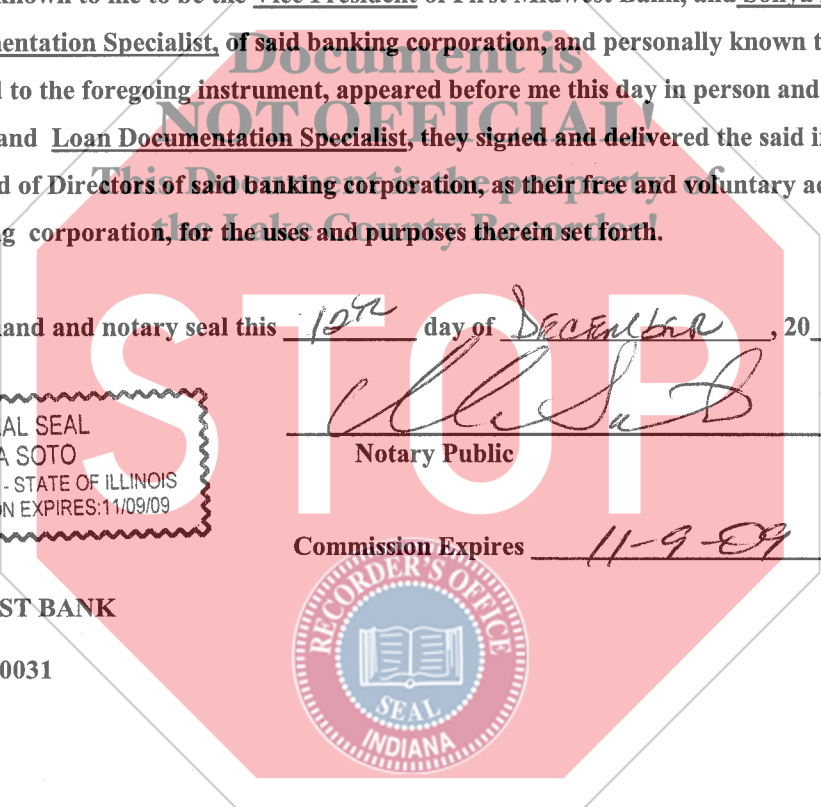 known to me to be the Vice President of First Midwest Bank, and Sonya
entation Specialist, of said banking corporation, and personally known t
d to the foregoing instrument, appeared before me this day in person and
and Loan Documentation Specialist, they signed and delivered the said i
d of Directors of said banking corporation, as their free and voluntary a
g corporation, for the uses and purposes therein set forth.
Document is
NOT OFFICIAL!
This Document is the property of
the Lake County Recorder!
STOP
and and notary seal this 12th day of December, 20
Notary Public
AL SEAL
A SOTO
- STATE OF ILLINOIS
ON EXPIRES:11/09/09
Commission Expires 11-9-09
ST BANK
0031
RECORDER'S OFFICE
SEAL
INDIANA